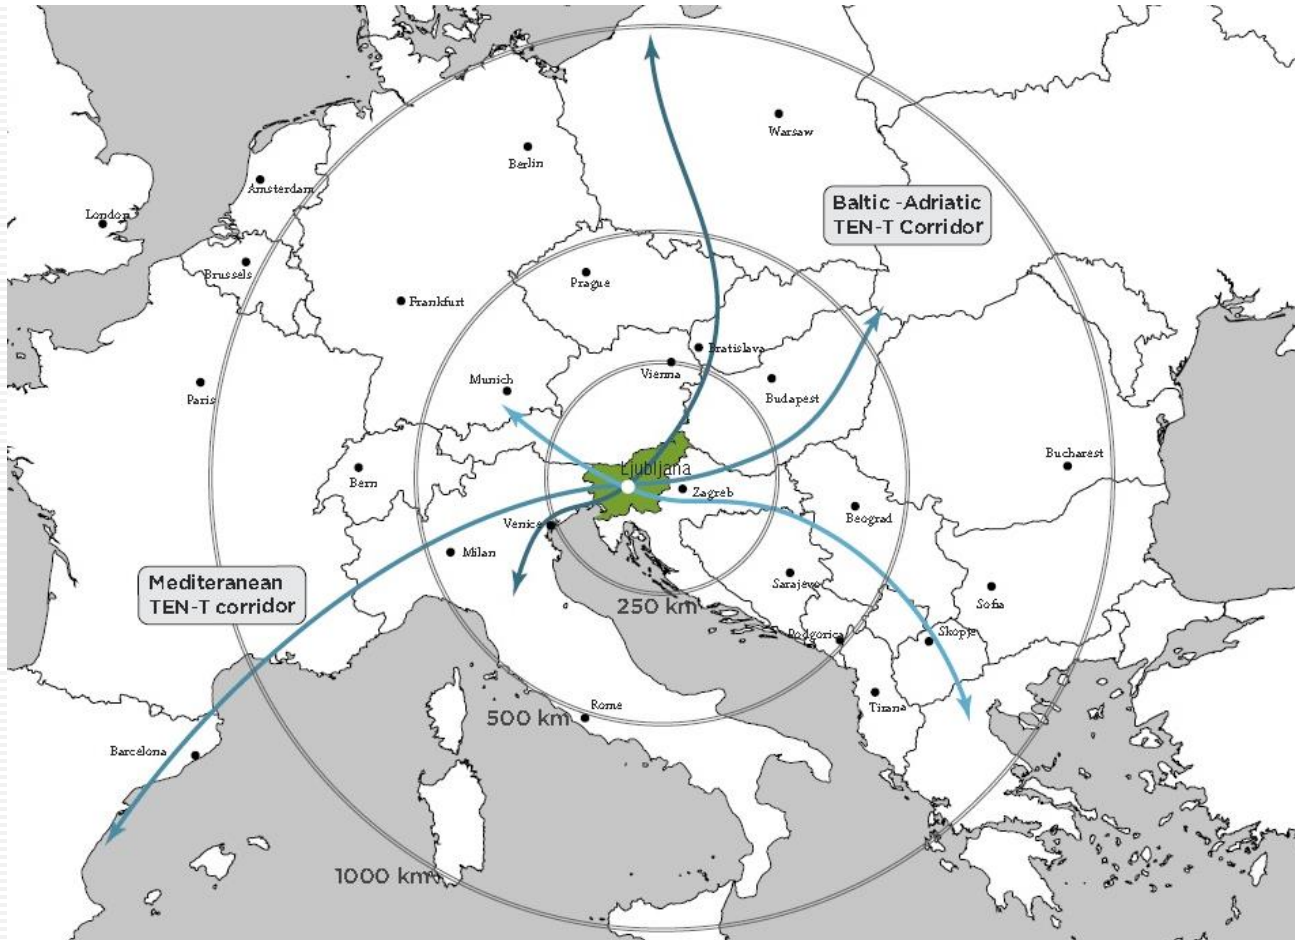 Warsaw
Berlin
Amsterdam
London
Baltic -Adriatic
TEN-T Corridor
Brussels
Prague
Frankfurt
Bratislava
Vienna
Munich
Budapest
Paris
Ljubljana
Bucharest
Bern
Zagreb
Beograd
Venice
Milan
Mediteranean
TEN-T corridor
Sarajevo
Sofia
250 km
Podgorica
Skopje
Tirana
Rome
500 km
Barcelona
1000 km